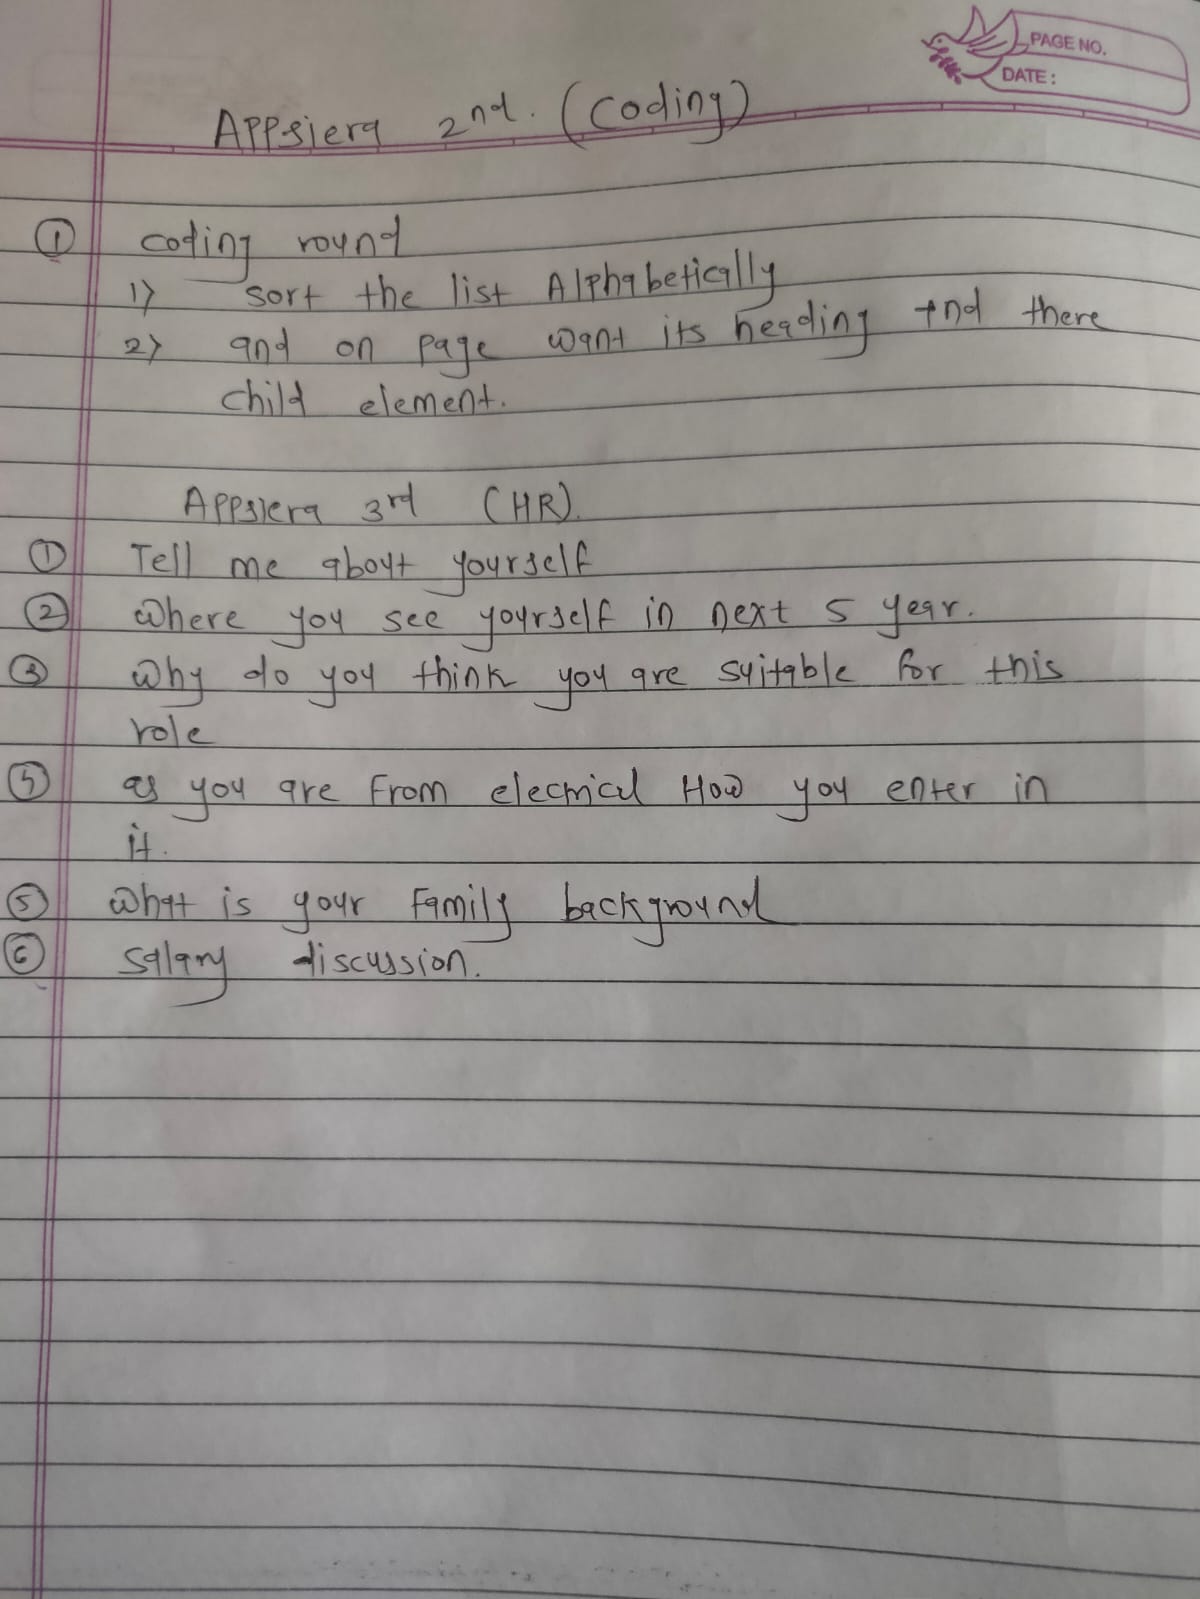 PAGE NO.
DATE:
Appsiera 2nd. (coding)
① coding round
1) sort the list Alphabetically
2) and on page want its heading and there
child element.
Appsiera 3rd (HR).
① Tell me about yourself
② where you see yourself in next 5 year.
③ why do you think you are suitable for this
role
as you are from elecrical How you enter in
it.
⑤ what is your family background
⑥ salary discussion.